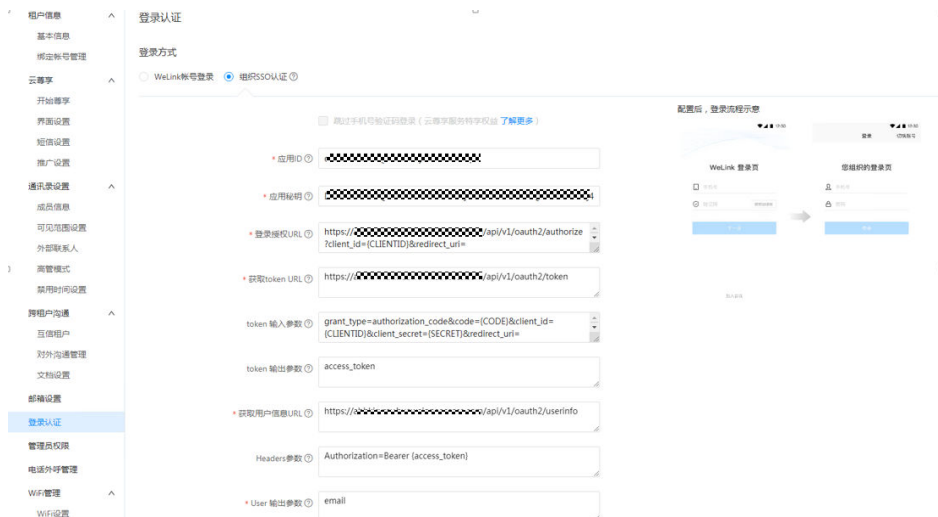 租户信息
基本信息
绑定帐号管理
云尊享
开始尊享
界面设置
短信设置
推广设置
通讯录设置
成员信息
可见范围设置
外部联系人
高管模式
禁用时间设置
跨租户沟通
互信租户
对外沟通管理
文档设置
邮箱设置
登录认证
管理员权限
电话外呼管理
WiFi管理
WiFi设置
登录认证
登录方式
WeLink帐号登录 组织SSO认证
跳过手机号验证码登录(云尊享服务特享权益 了解更多)
* 应用ID
* 应用秘钥
4
* 登录授权URL
https:// /api/v1/oauth2/authorize
?client_id={CLIENTID}&redirect_uri=
* 获取token URL
https:// /api/v1/oauth2/token
token 输入参数
grant_type=authorization_code&code={CODE}&client_id=
{CLIENTID}&client_secret={SECRET}&redirect_uri=
token 输出参数
access_token
* 获取用户信息URL
https:// /api/v1/oauth2/userinfo
Headers参数
Authorization=Bearer {access_token}
* User 输出参数
email
配置后,登录流程示意
WeLink 登录页
登录
切换账号
您组织的登录页